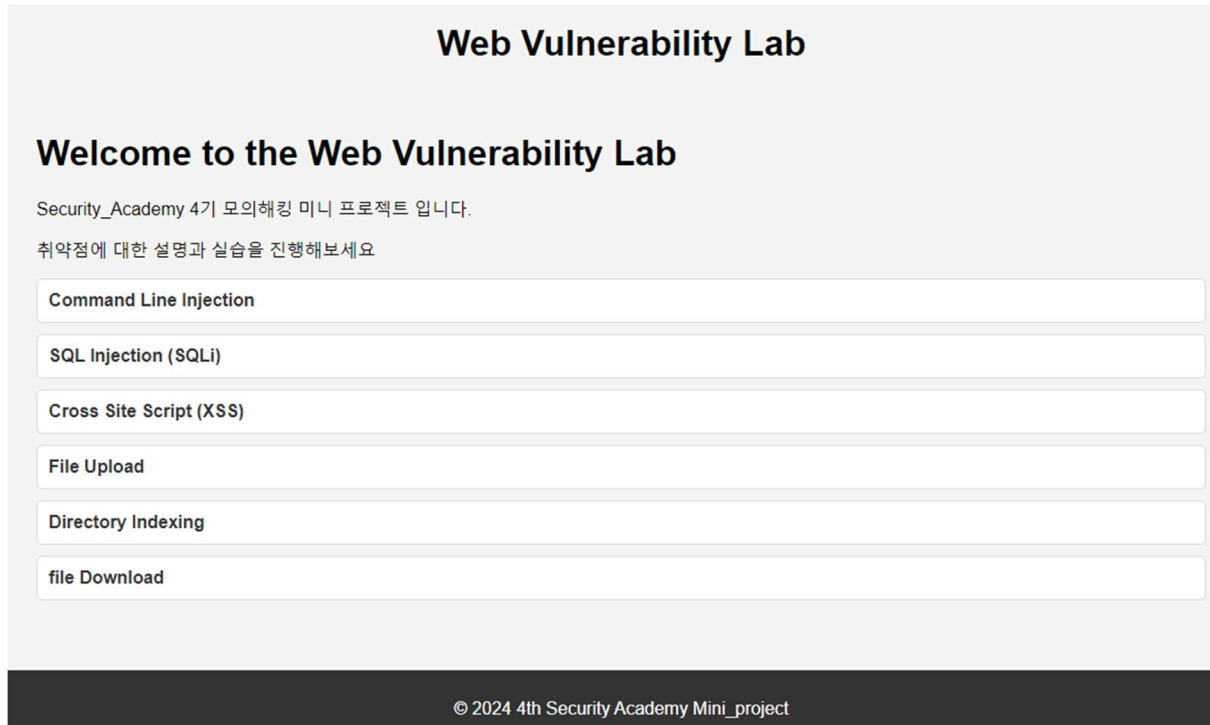 Web Vulnerability Lab
Welcome to the Web Vulnerability Lab
Security_Academy 4기 모의해킹 미니 프로젝트 입니다.
취약점에 대한 설명과 실습을 진행해보세요
Command Line Injection
SQL Injection (SQLi)
Cross Site Script (XSS)
File Upload
Directory Indexing
file Download
© 2024 4th Security Academy Mini_project